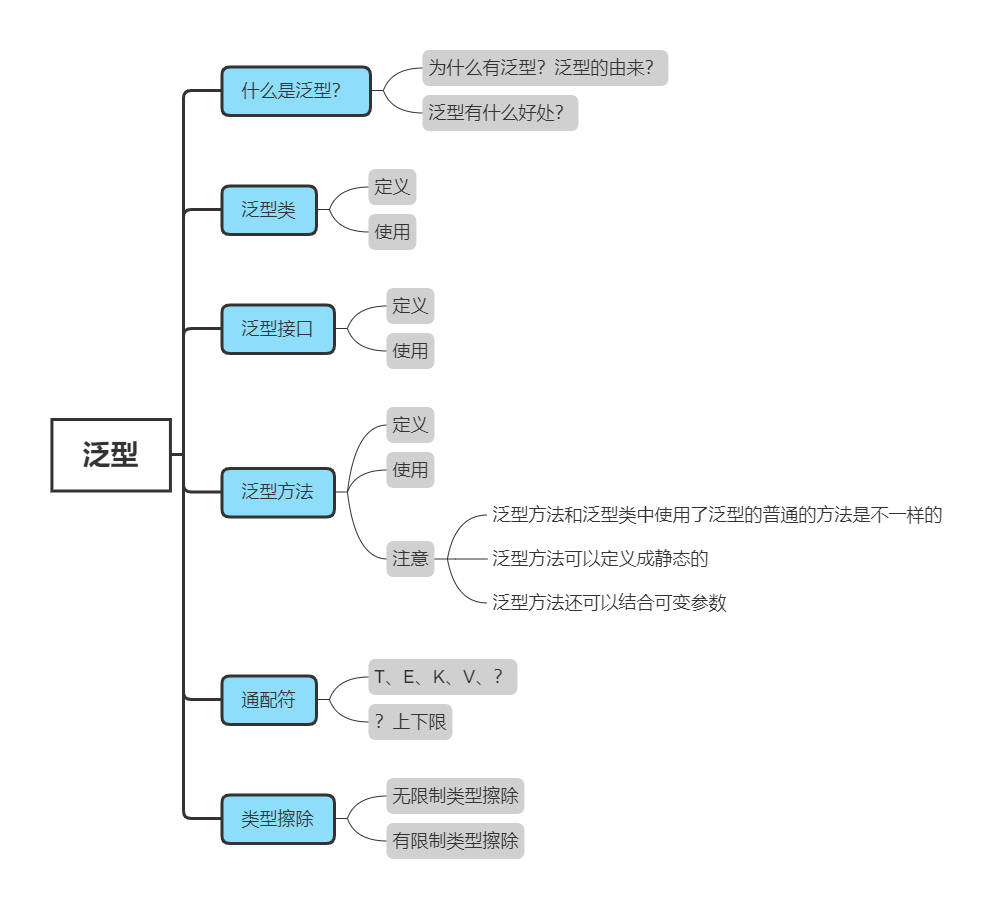 什么是泛型？
为什么有泛型？泛型的由来？
泛型有什么好处？
泛型类
定义
使用
泛型接口
定义
使用
泛型
泛型方法
定义
使用
注意
泛型方法和泛型类中使用了泛型的普通的方法是不一样的
泛型方法可以定义成静态的
泛型方法还可以结合可变参数
通配符
T、E、K、V、？
？上下限
类型擦除
无限制类型擦除
有限制类型擦除